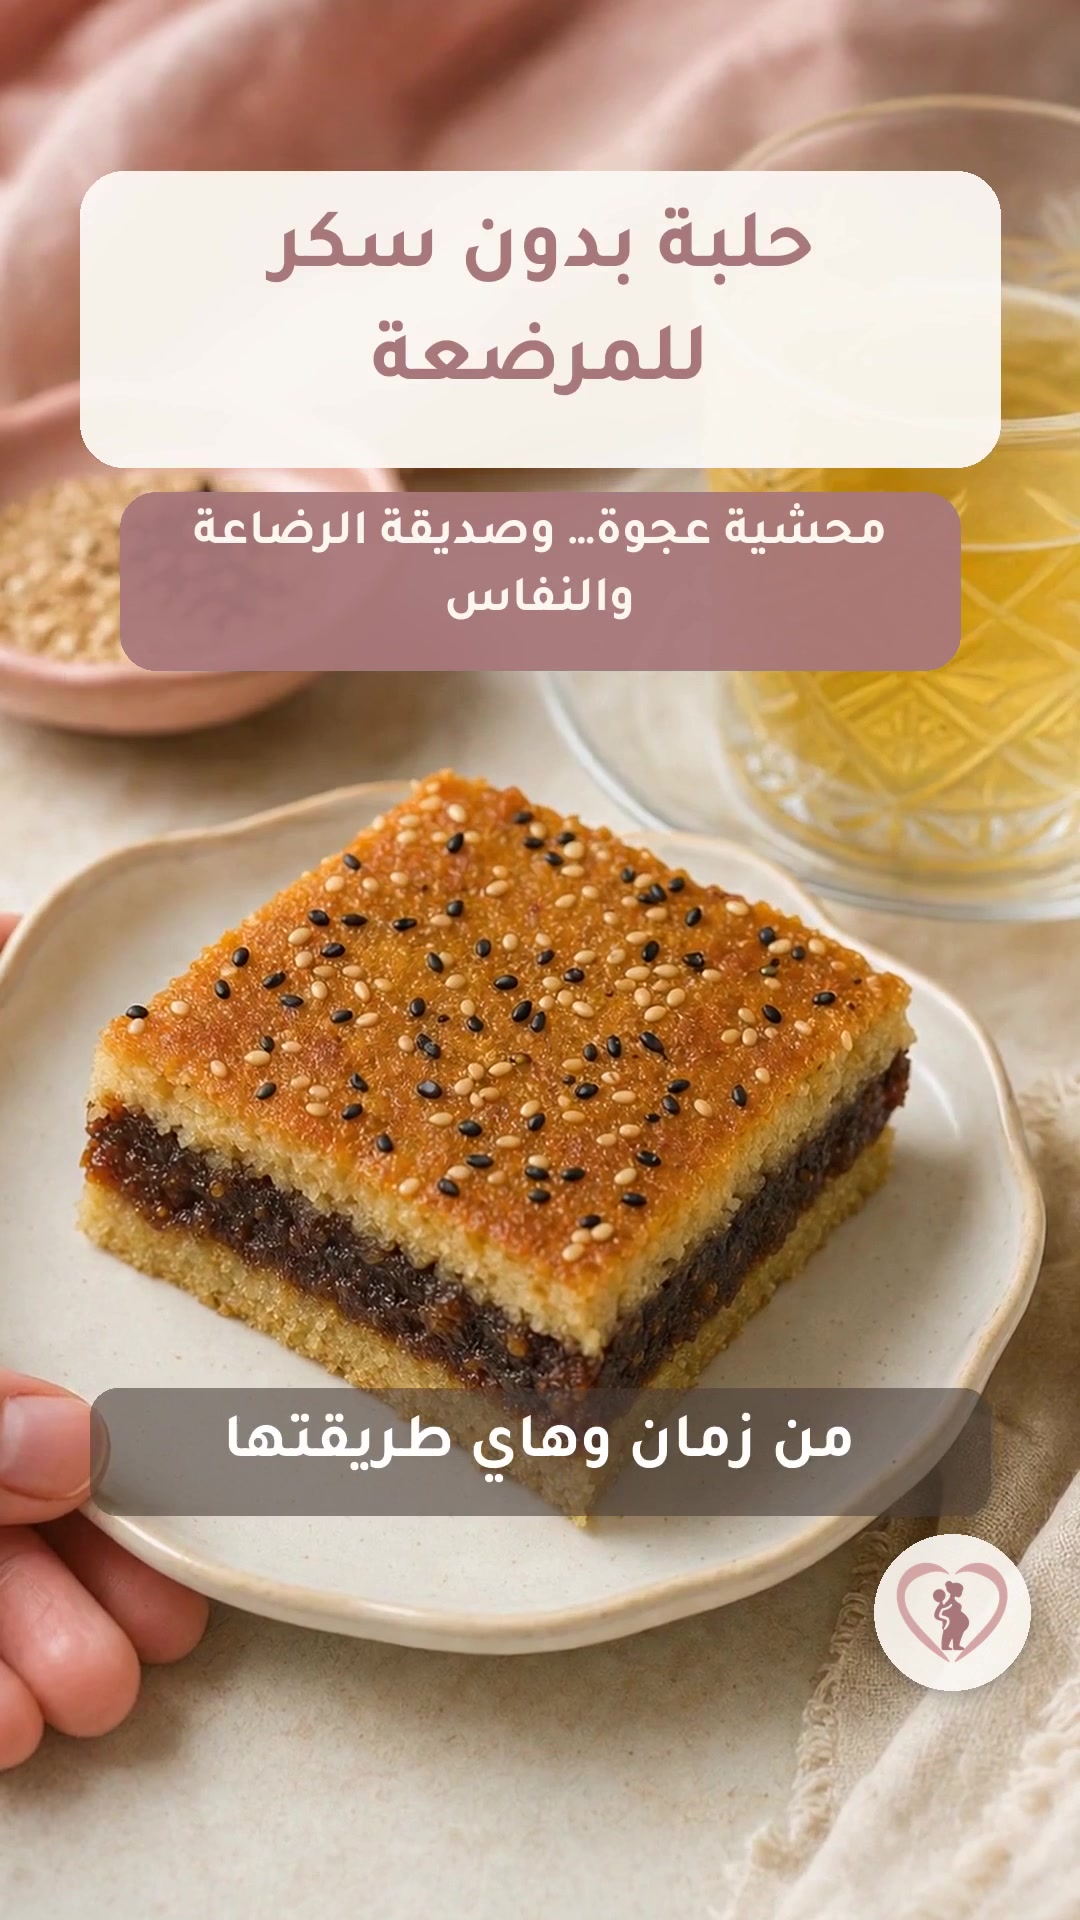 حلبة بدون سكر
للمرضعة
محشية عجوة... وصديقة الرضاعة
والنفاس
من زمان وهاي طريقتها